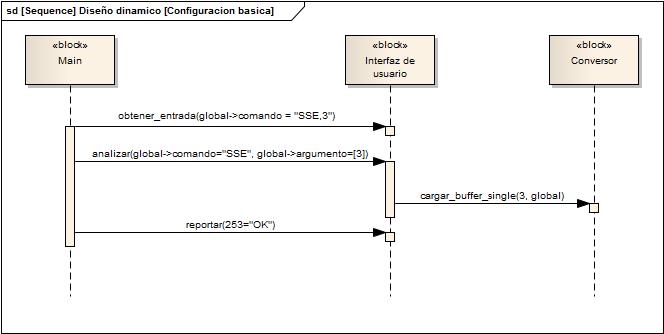 sd [Sequence] Diseño dinamico [Configuracion basica]
«block»
Main
«block»
Interfaz de
usuario
«block»
Conversor
obtener_entrada(global->comando = "SSE,3")
analizar(global->comando="SSE", global->argumento=[3])
cargar_buffer_single(3, global)
reportar(253="OK")